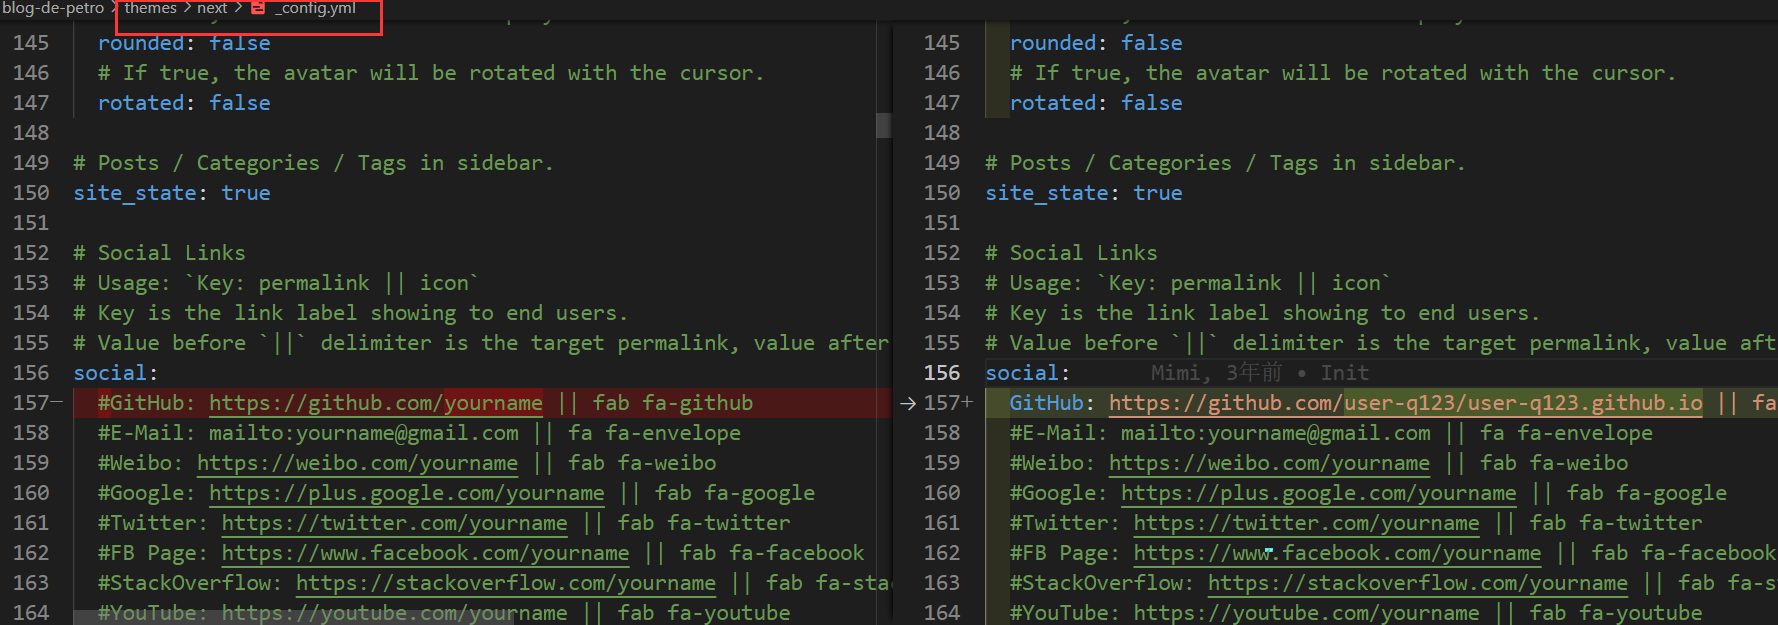 blog-de-petro > themes > next > _config.yml
145 rounded: false
146 # If true, the avatar will be rotated with the cursor.
147 rotated: false
148
149 # Posts / Categories / Tags in sidebar.
150 site_state: true
151
152 # Social Links
153 # Usage: `Key: permalink || icon`
154 # Key is the link label showing to end users.
155 # Value before `||` delimiter is the target permalink, value after
156 social:
157− #GitHub: https://github.com/yourname || fab fa-github
158 #E-Mail: mailto:yourname@gmail.com || fa fa-envelope
159 #Weibo: https://weibo.com/yourname || fab fa-weibo
160 #Google: https://plus.google.com/yourname || fab fa-google
161 #Twitter: https://twitter.com/yourname || fab fa-twitter
162 #FB Page: https://www.facebook.com/yourname || fab fa-facebook
163 #StackOverflow: https://stackoverflow.com/yourname || fab fa-sta
164 #YouTube: https://youtube.com/yourname || fab fa-youtube
145 rounded: false
146 # If true, the avatar will be rotated with the cursor.
147 rotated: false
148
149 # Posts / Categories / Tags in sidebar.
150 site_state: true
151
152 # Social Links
153 # Usage: `Key: permalink || icon`
154 # Key is the link label showing to end users.
155 # Value before `||` delimiter is the target permalink, value aft
156 social: Mimi, 3年前 • Init
→ 157+ GitHub: https://github.com/user-q123/user-q123.github.io || fa
158 #E-Mail: mailto:yourname@gmail.com || fa fa-envelope
159 #Weibo: https://weibo.com/yourname || fab fa-weibo
160 #Google: https://plus.google.com/yourname || fab fa-google
161 #Twitter: https://twitter.com/yourname || fab fa-twitter
162 #FB Page: https://www.facebook.com/yourname || fab fa-facebook
163 #StackOverflow: https://stackoverflow.com/yourname || fab fa-s
164 #YouTube: https://youtube.com/yourname || fab fa-youtube